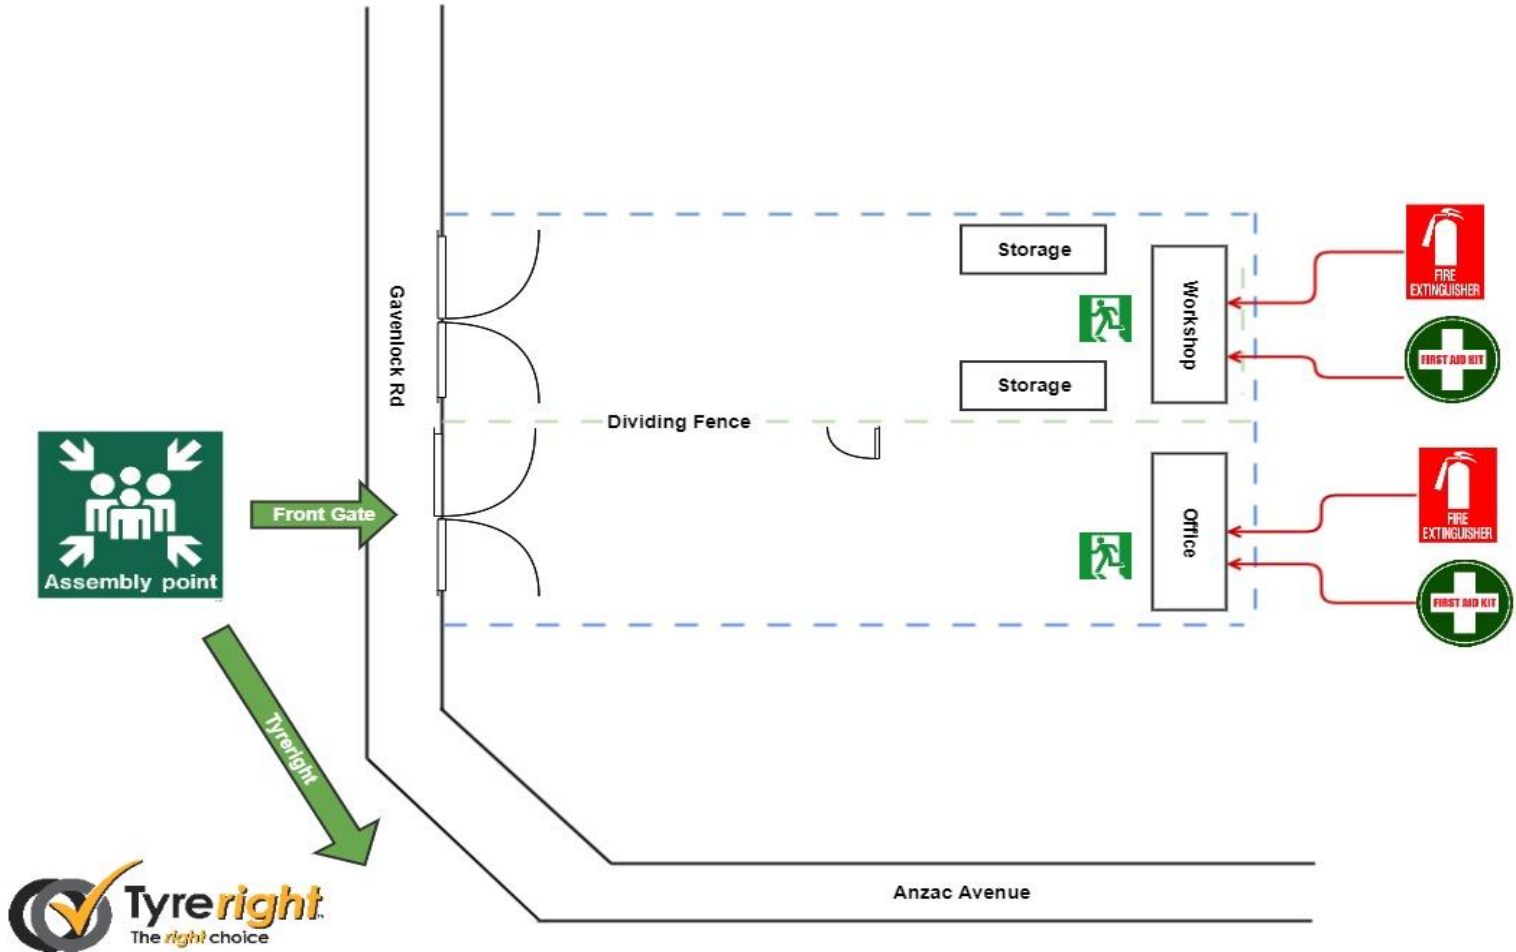 Storage
FIRE
EXTINGUISHER
Gavenlock Rd
Workshop
FIRST AID KIT
Storage
Dividing Fence
Front Gate
Assembly point
Office
FIRE
EXTINGUISHER
FIRST AID KIT
Tyreright
Tyreright
The right choice
Anzac Avenue